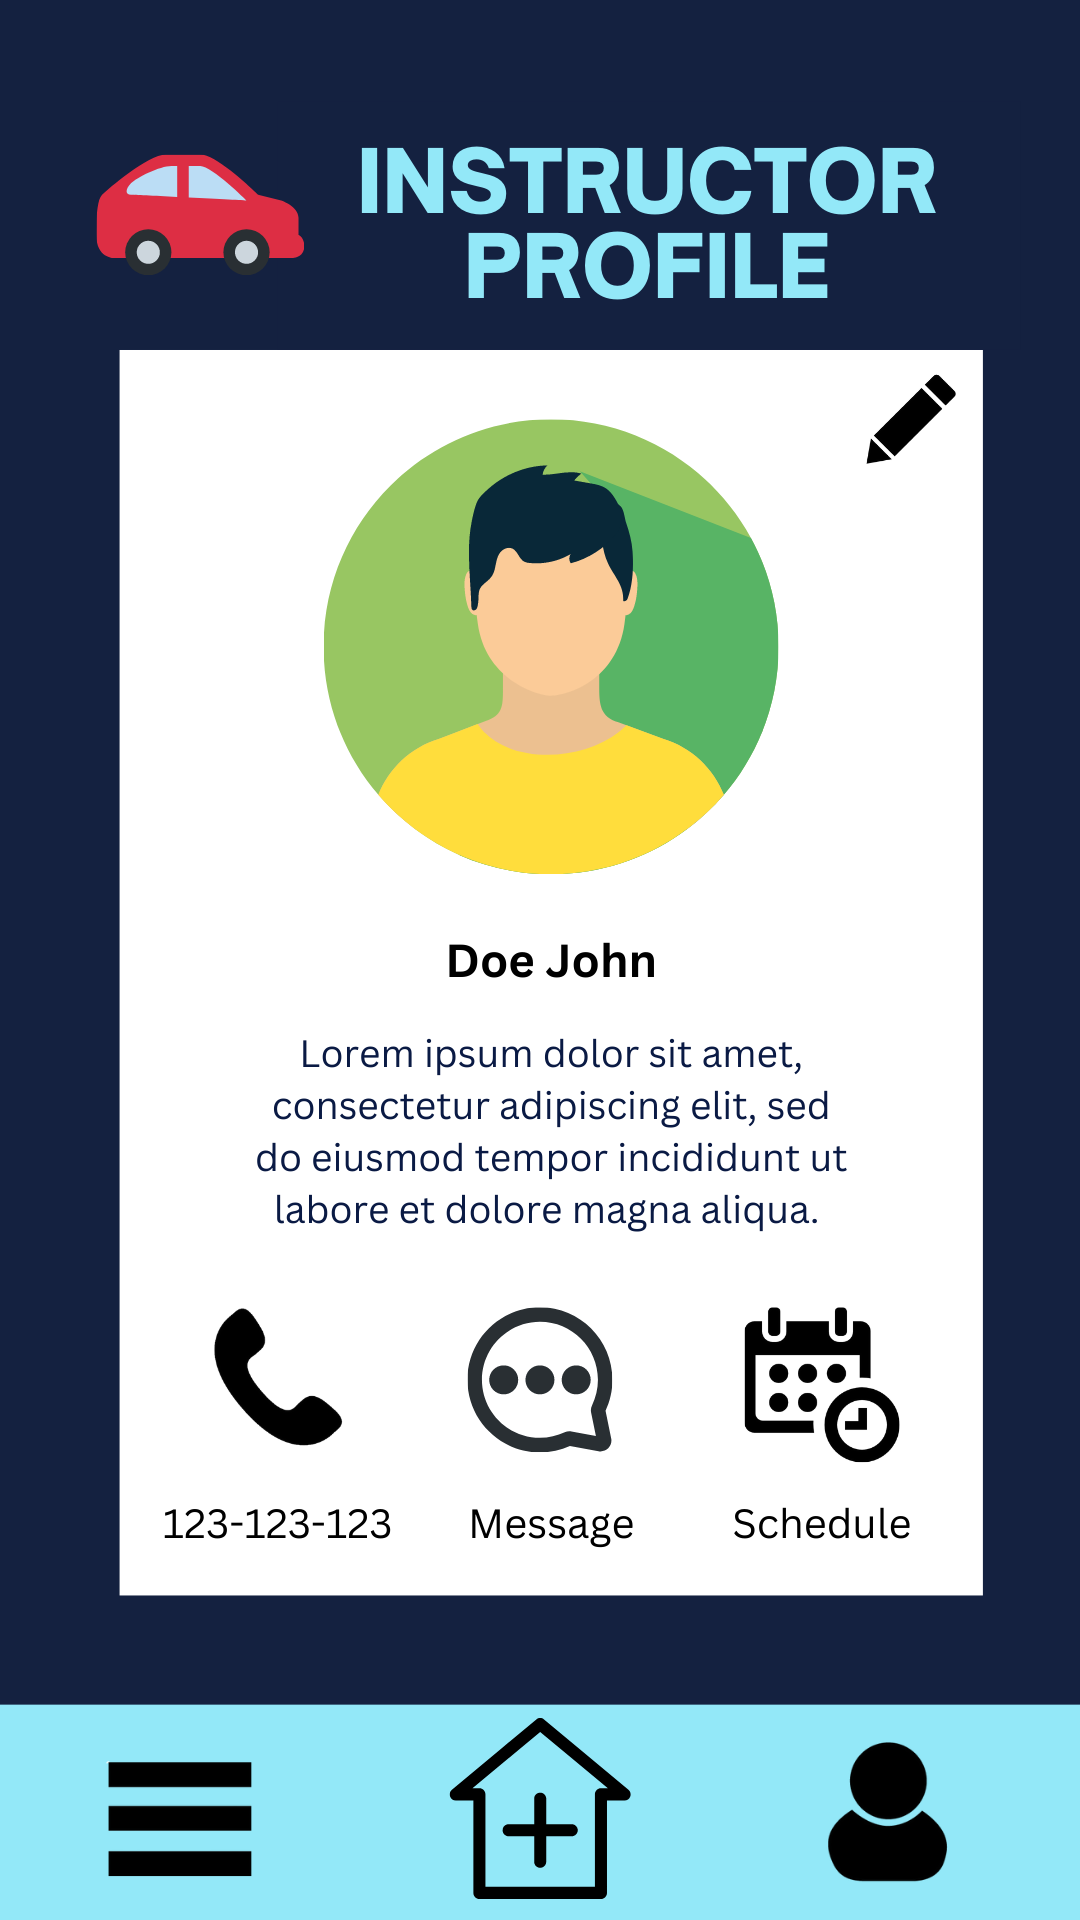 INSTRUCTOR
PROFILE
Doe John
Lorem ipsum dolor sit amet,
consectetur adipiscing elit, sed
do eiusmod tempor incididunt ut
labore et dolore magna aliqua.
123-123-123
Message
Schedule